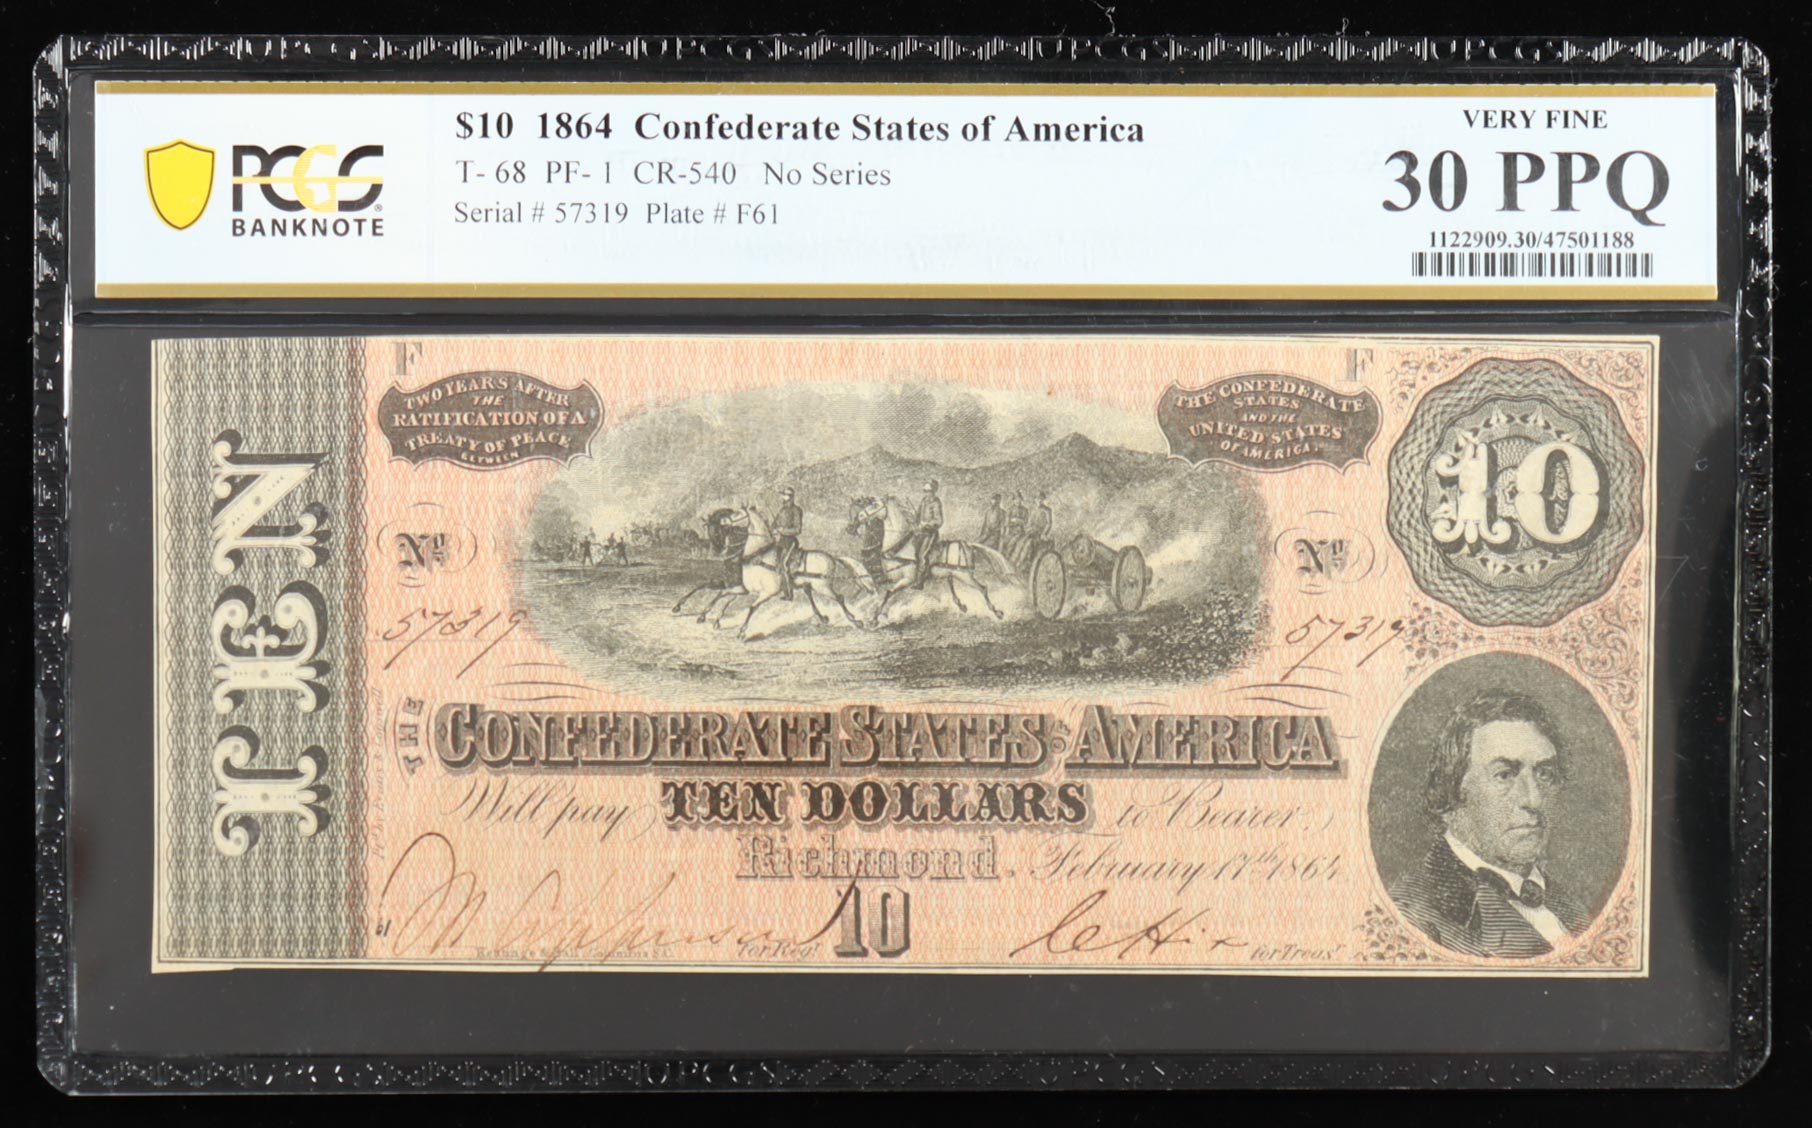 PCGS
BANKNOTE
$10 1864 Confederate States of America
T- 68 PF- 1 CR-540 No Series
Serial # 57319 Plate # F61
VERY FINE
30 PPQ
1122909.30/47501188
F
F
TWO YEARS AFTER
THE
RATIFICATION OF A
TREATY OF PEACE
BETWEEN
THE CONFEDERATE
STATES
AND THE
UNITED STATES
OF AMERICA.
10
TEN
No
No
57319
57319
THE
CONFEDERATE STATES OF AMERICA
Will pay TEN DOLLARS to Bearer.
Richmond. February 17th 1864
10
61
for Regr
for Treasr